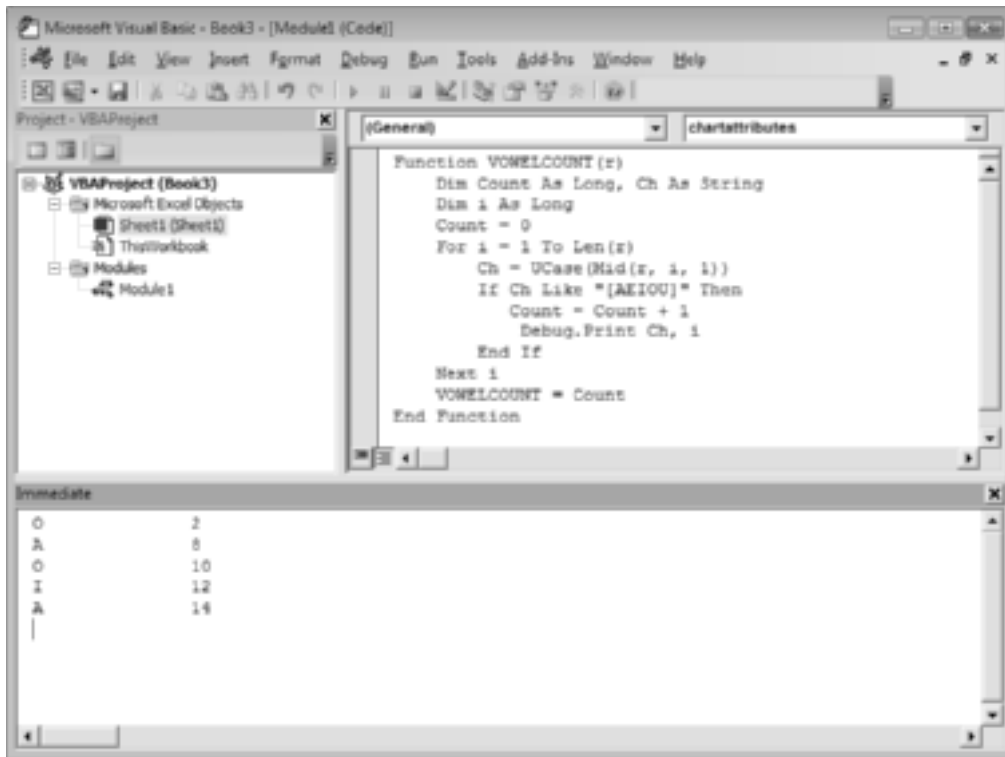 Microsoft Visual Basic - Book3 - [Module1 (Code)]
File Edit View Insert Format Debug Run Tools Add-Ins Window Help
Project - VBAProject
VBAProject (Book3)
Microsoft Excel Objects
Sheet1 (Sheet1)
ThisWorkbook
Modules
Module1
(General) chartattributes
Function VOWELCOUNT(r)
Dim Count As Long, Ch As String
Dim i As Long
Count = 0
For i = 1 To Len(r)
Ch = UCase(Mid(r, i, 1))
If Ch Like "[AEIOU]" Then
Count = Count + 1
Debug.Print Ch, i
End If
Next i
VOWELCOUNT = Count
End Function
Immediate
O 2
A 8
O 10
I 12
A 14